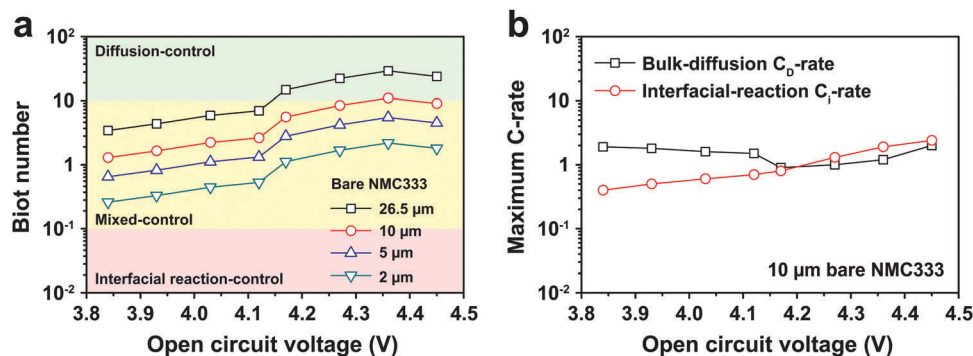 a
10²
10
1
10⁻¹
10⁻²
Biot number
Diffusion-control
Mixed-control
Interfacial reaction-control
Bare NMC333
26.5 μm
10 μm
5 μm
2 μm
3.8 3.9 4.0 4.1 4.2 4.3 4.4 4.5
Open circuit voltage (V)
b
10²
10
1
10⁻¹
10⁻²
Maximum C-rate
Bulk-diffusion C_D-rate
Interfacial-reaction C_i-rate
10 μm bare NMC333
3.8 3.9 4.0 4.1 4.2 4.3 4.4 4.5
Open circuit voltage (V)